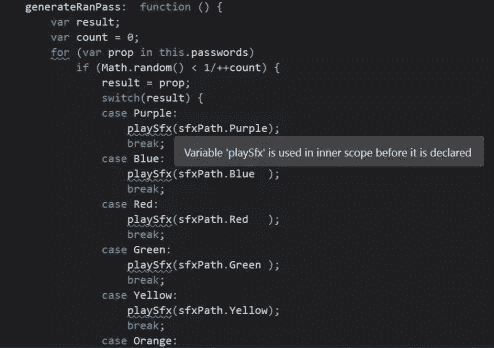 generateRanPass:  function () {
    var result;
    var count = 0;
    for (var prop in this.passwords)
        if (Math.random() < 1/++count) {
            result = prop;
            switch(result) {
            case Purple:
                playSfx(sfxPath.Purple);
                break;
Variable 'playSfx' is used in inner scope before it is declared
            case Blue:
                playSfx(sfxPath.Blue  );
                break;
            case Red:
                playSfx(sfxPath.Red   );
                break;
            case Green:
                playSfx(sfxPath.Green );
                break;
            case Yellow:
                playSfx(sfxPath.Yellow);
                break;
            case Orange: